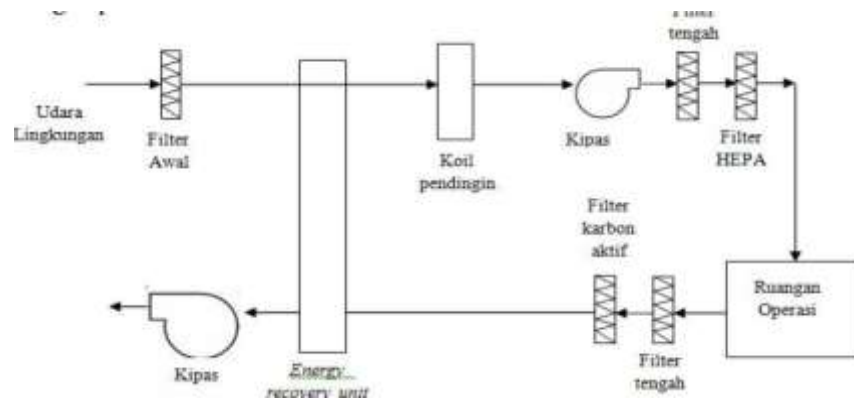 Filter
tengah
Udara
Lingkungan
Filter
Awal
Koil
pendingin
Kipas
Filter
HEPA
Filter
karbon
aktif
Ruangan
Operasi
Kipas
Energy
recovery unit
Filter
tengah